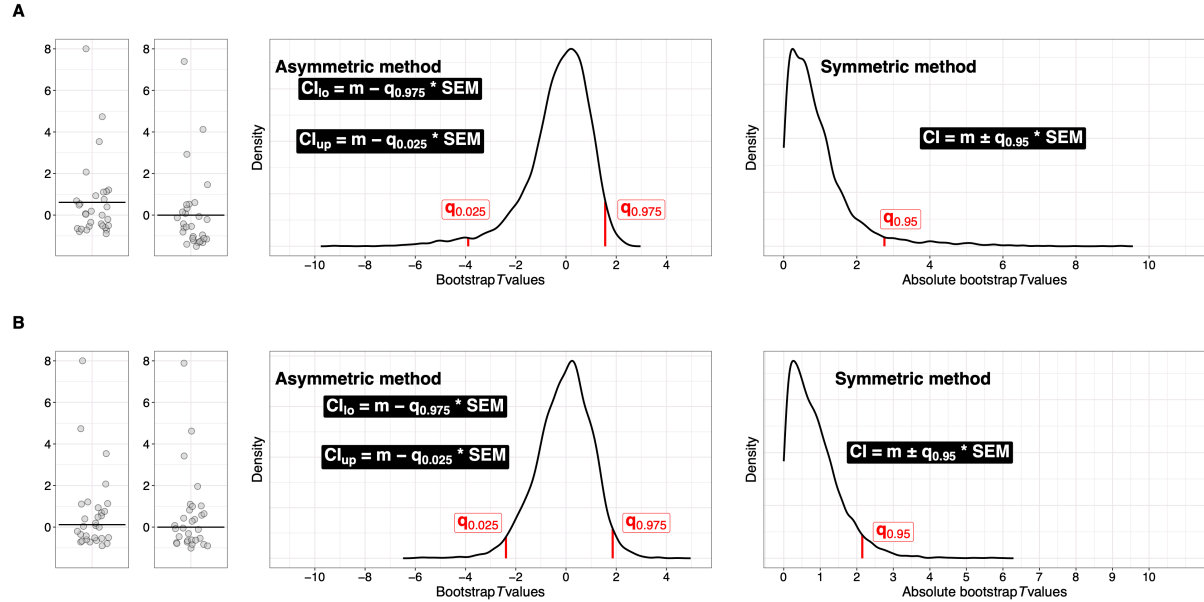 A
8
6
4
2
0
8
6
4
2
0
Density
Asymmetric method
CIlo = m − q0.975 * SEM
CIup = m − q0.025 * SEM
q0.025
q0.975
−10 −8 −6 −4 −2 0 2 4
Bootstrap T values
Density
Symmetric method
CI = m ± q0.95 * SEM
q0.95
0 2 4 6 8 10
Absolute bootstrap T values
B
8
6
4
2
0
8
6
4
2
0
Density
Asymmetric method
CIlo = m − q0.975 * SEM
CIup = m − q0.025 * SEM
q0.025
q0.975
−10 −8 −6 −4 −2 0 2 4
Bootstrap T values
Density
Symmetric method
CI = m ± q0.95 * SEM
q0.95
0 1 2 3 4 5 6 7 8 9 10
Absolute bootstrap T values